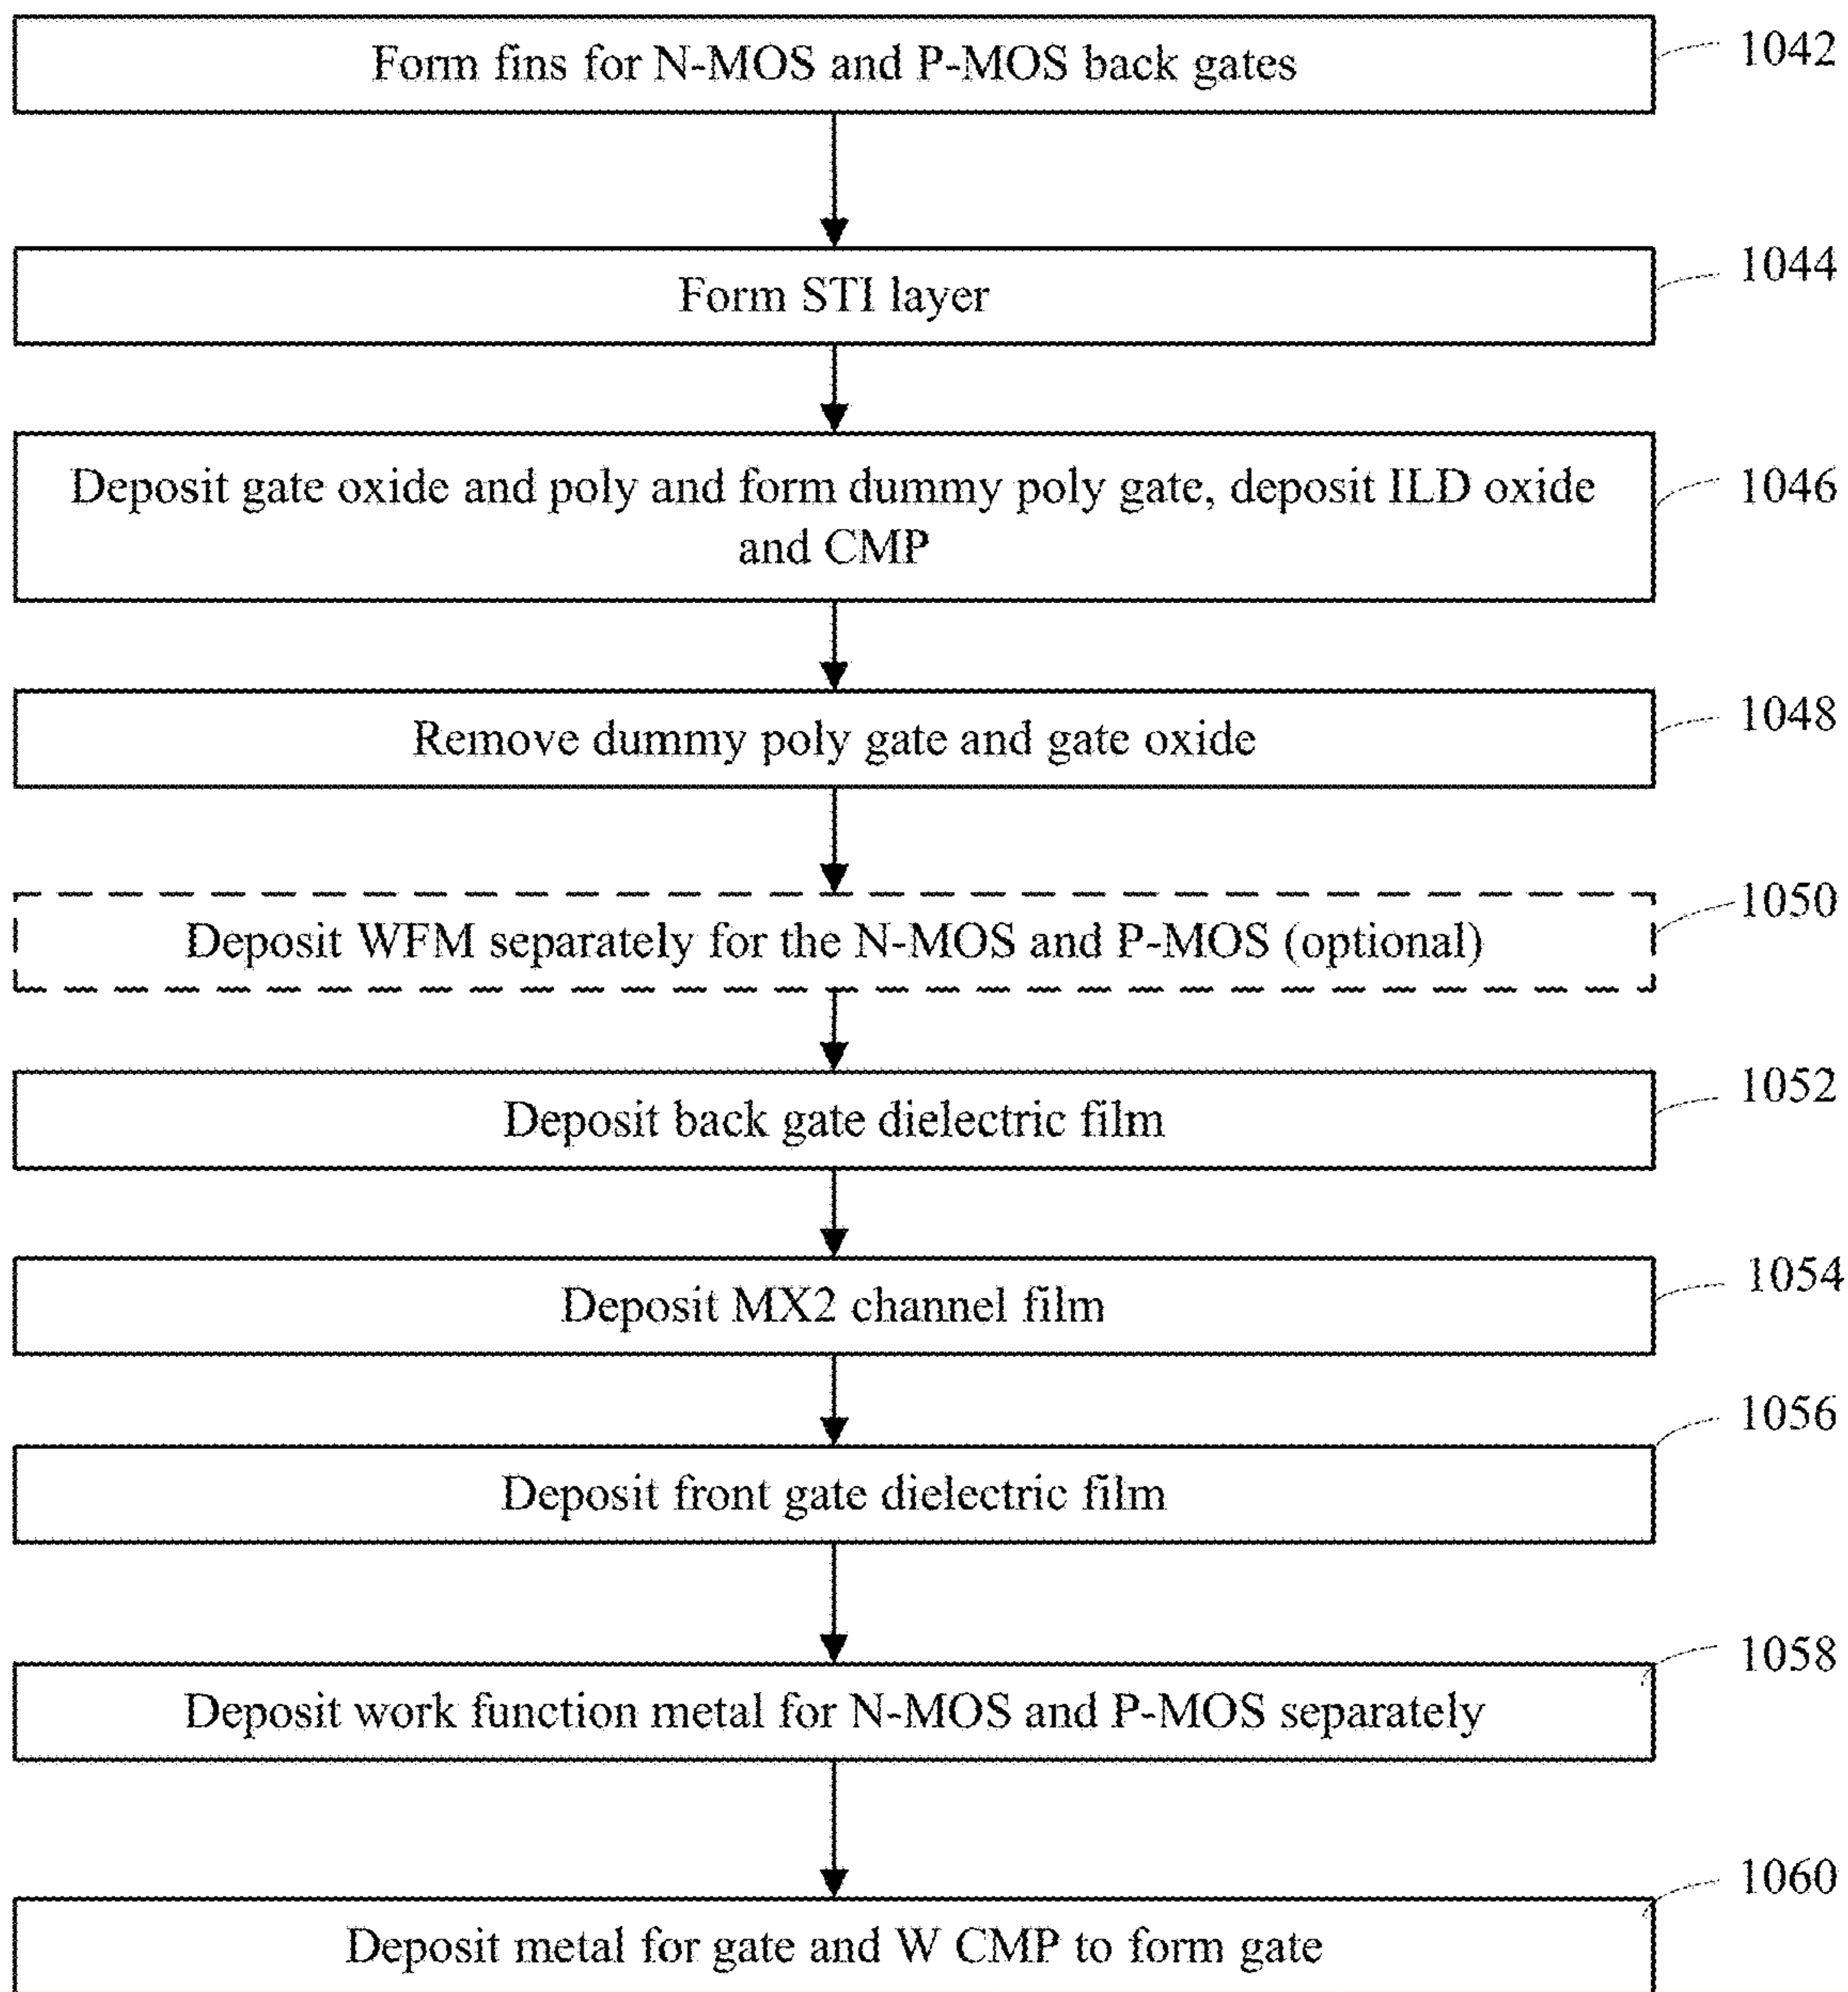 Form fins for N-MOS and P-MOS back gates
1042
Form STI layer
1044
Deposit gate oxide and poly and form dummy poly gate, deposit ILD oxide
and CMP
1046
Remove dummy poly gate and gate oxide
1048
Deposit WFM separately for the N-MOS and P-MOS (optional)
1050
Deposit back gate dielectric film
1052
Deposit MX2 channel film
1054
Deposit front gate dielectric film
1056
Deposit work function metal for N-MOS and P-MOS separately
1058
Deposit metal for gate and W CMP to form gate
1060